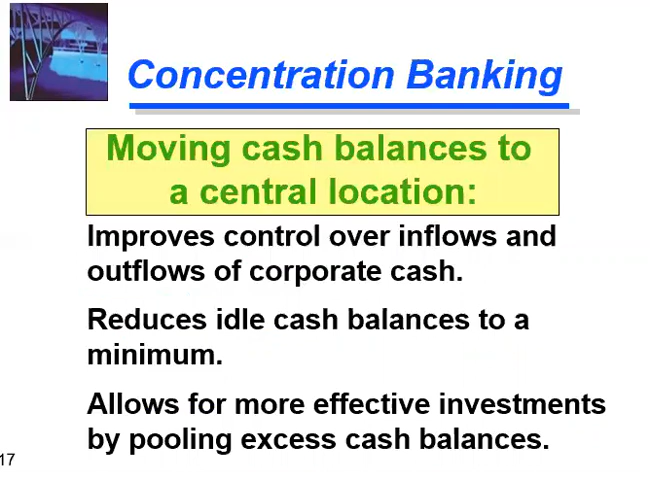 Concentration Banking
Moving cash balances to
a central location:
Improves control over inflows and
outflows of corporate cash.
Reduces idle cash balances to a
minimum.
Allows for more effective investments
by pooling excess cash balances.
17